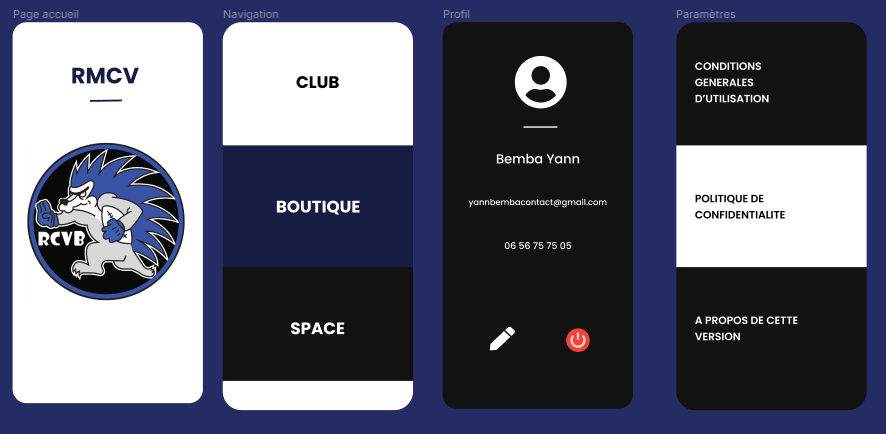 Page accueil
RMCV
RCVB
Navigation
CLUB
BOUTIQUE
SPACE
Profil
Bemba Yann
yannbembacontact@gmail.com
06 56 75 75 05
Paramètres
CONDITIONS
GENERALES
D'UTILISATION
POLITIQUE DE
CONFIDENTIALITE
A PROPOS DE CETTE
VERSION